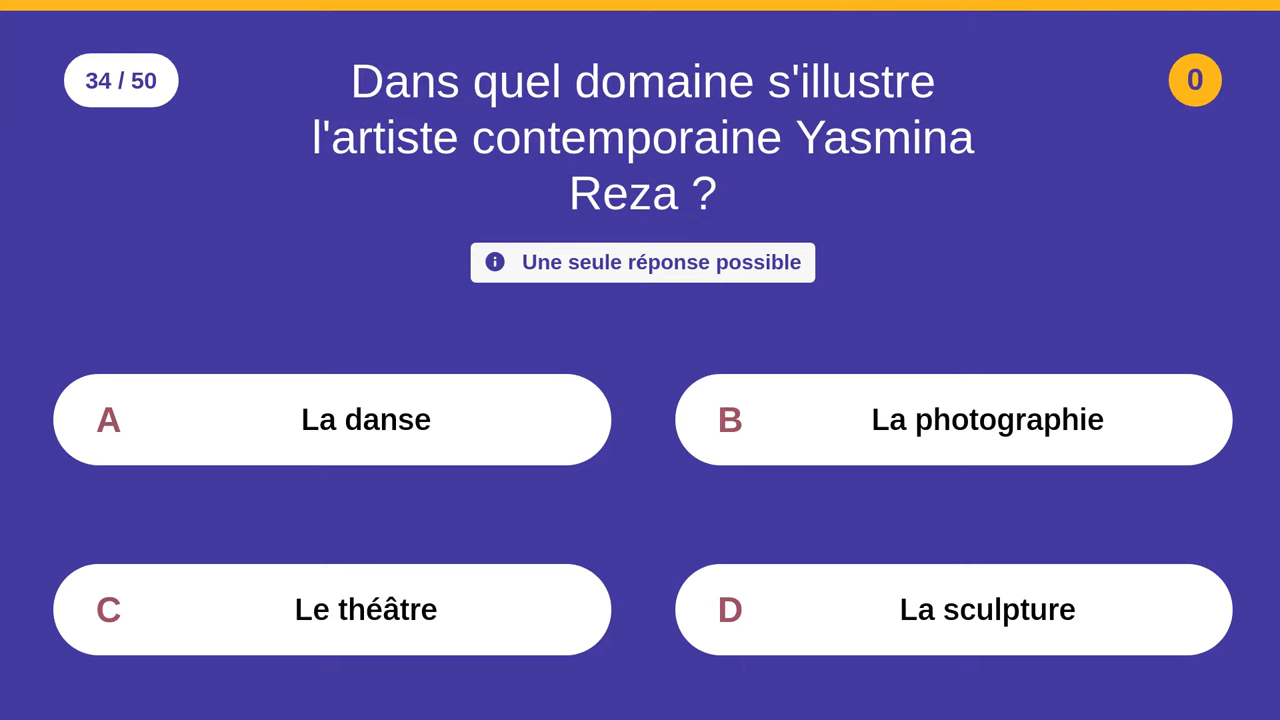 34 / 50
Dans quel domaine s'illustre
l'artiste contemporaine Yasmina
Reza ?
0
Une seule réponse possible
A La danse
B La photographie
C Le théâtre
D La sculpture